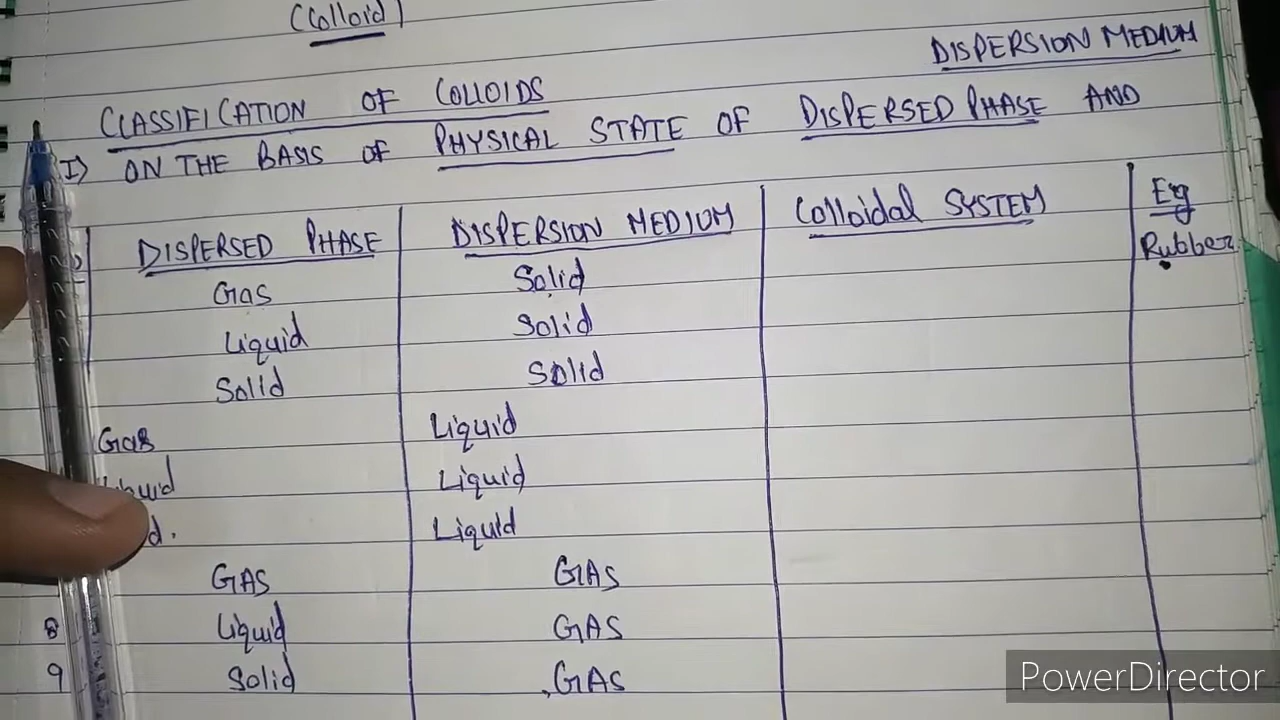 (Colloid)
DISPERSION MEDIUM
CLASSIFICATION OF COLLOIDS
I) ON THE BASIS OF PHYSICAL STATE OF DISPERSED PHASE AND
DISPERSED PHASE DISPERSION MEDIUM Colloidal SYSTEM Eg
Gas Solid Rubber
Liquid Solid
Solid Solid
Gas Liquid
Liquid
Liquid
GAS GAS
8 Liquid GAS
9 Solid GAS
PowerDirector